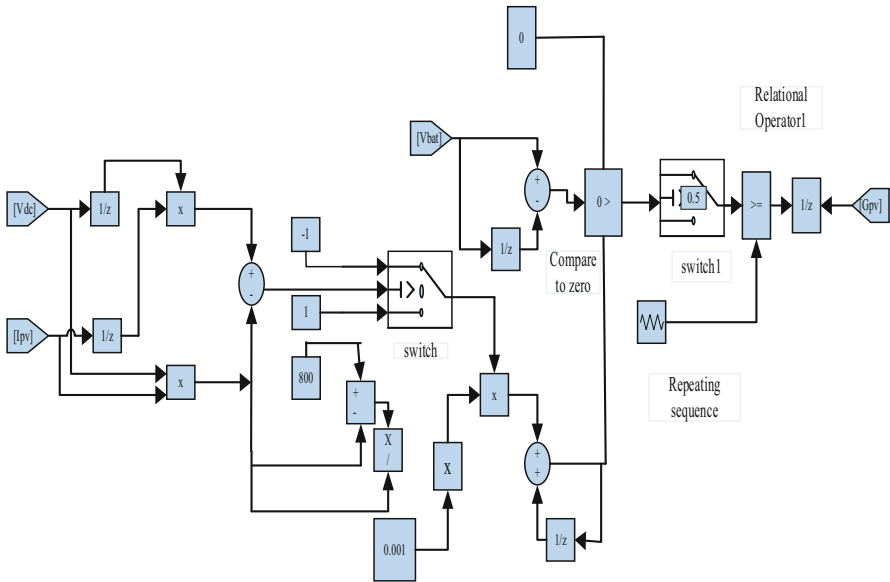 0
Relational
Operator1
[Vbat]
[Vdc]
1/z
x
+
-
0 >
0.5
>=
1/z
[Gpv]
-1
1/z
Compare
to zero
switch1
[Ipv]
1/z
1
switch
x
800
+
-
x
Repeating
sequence
X
/
X
+
+
0.001
1/z
+
-